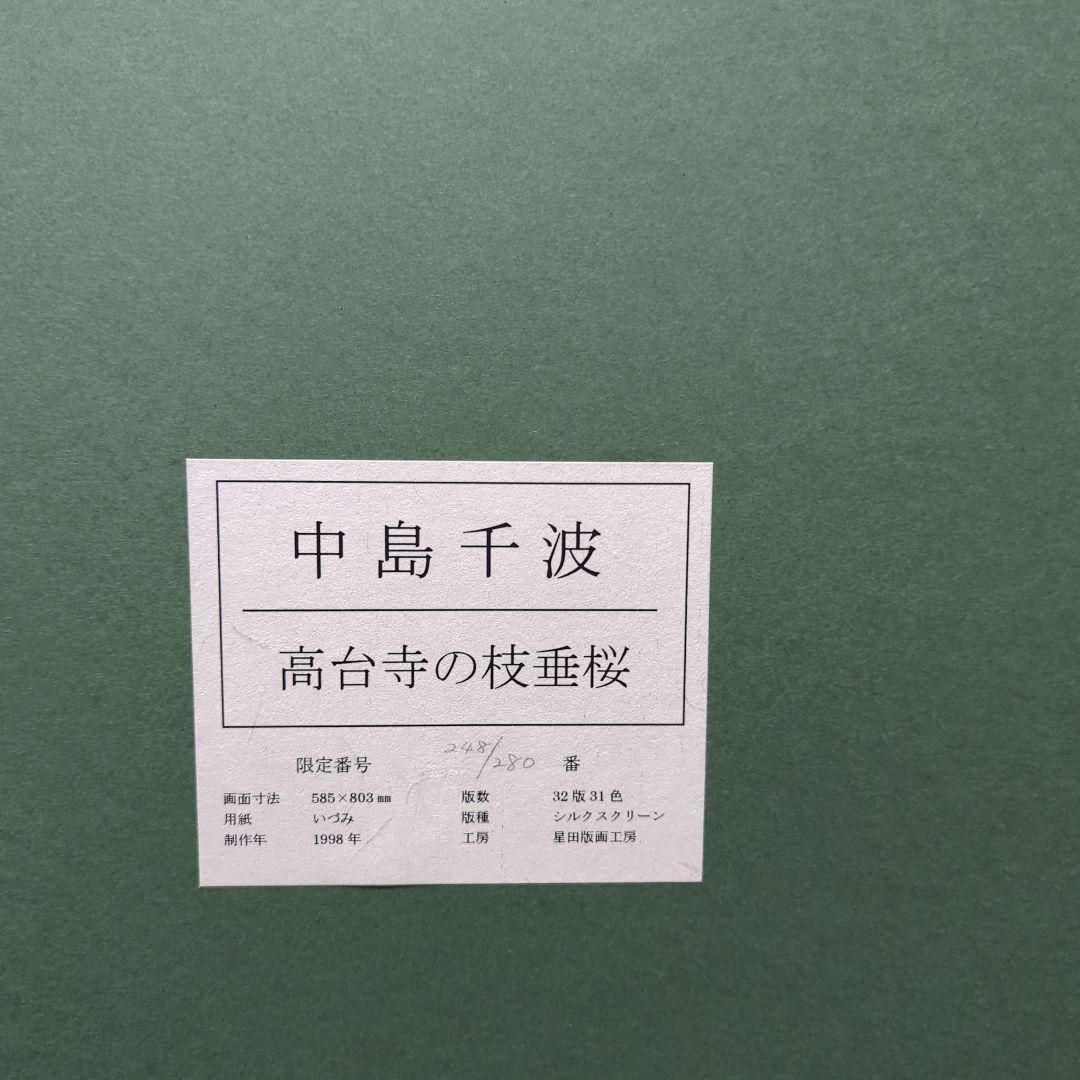 中島千波
高台寺の枝垂桜
限定番号 248/280 番
画面寸法 585×803㎜ 版数 32版31色
用紙 いづみ 版種 シルクスクリーン
制作年 1998年 工房 星田版画工房